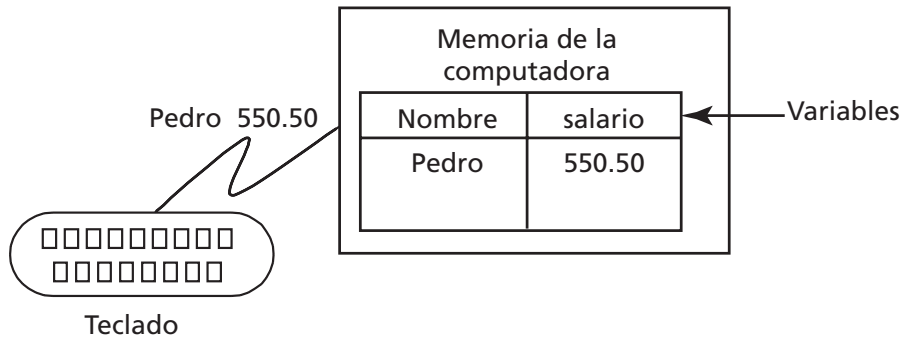 Memoria de la
computadora
Pedro 550.50
Nombre salario
Variables
Pedro 550.50
Teclado